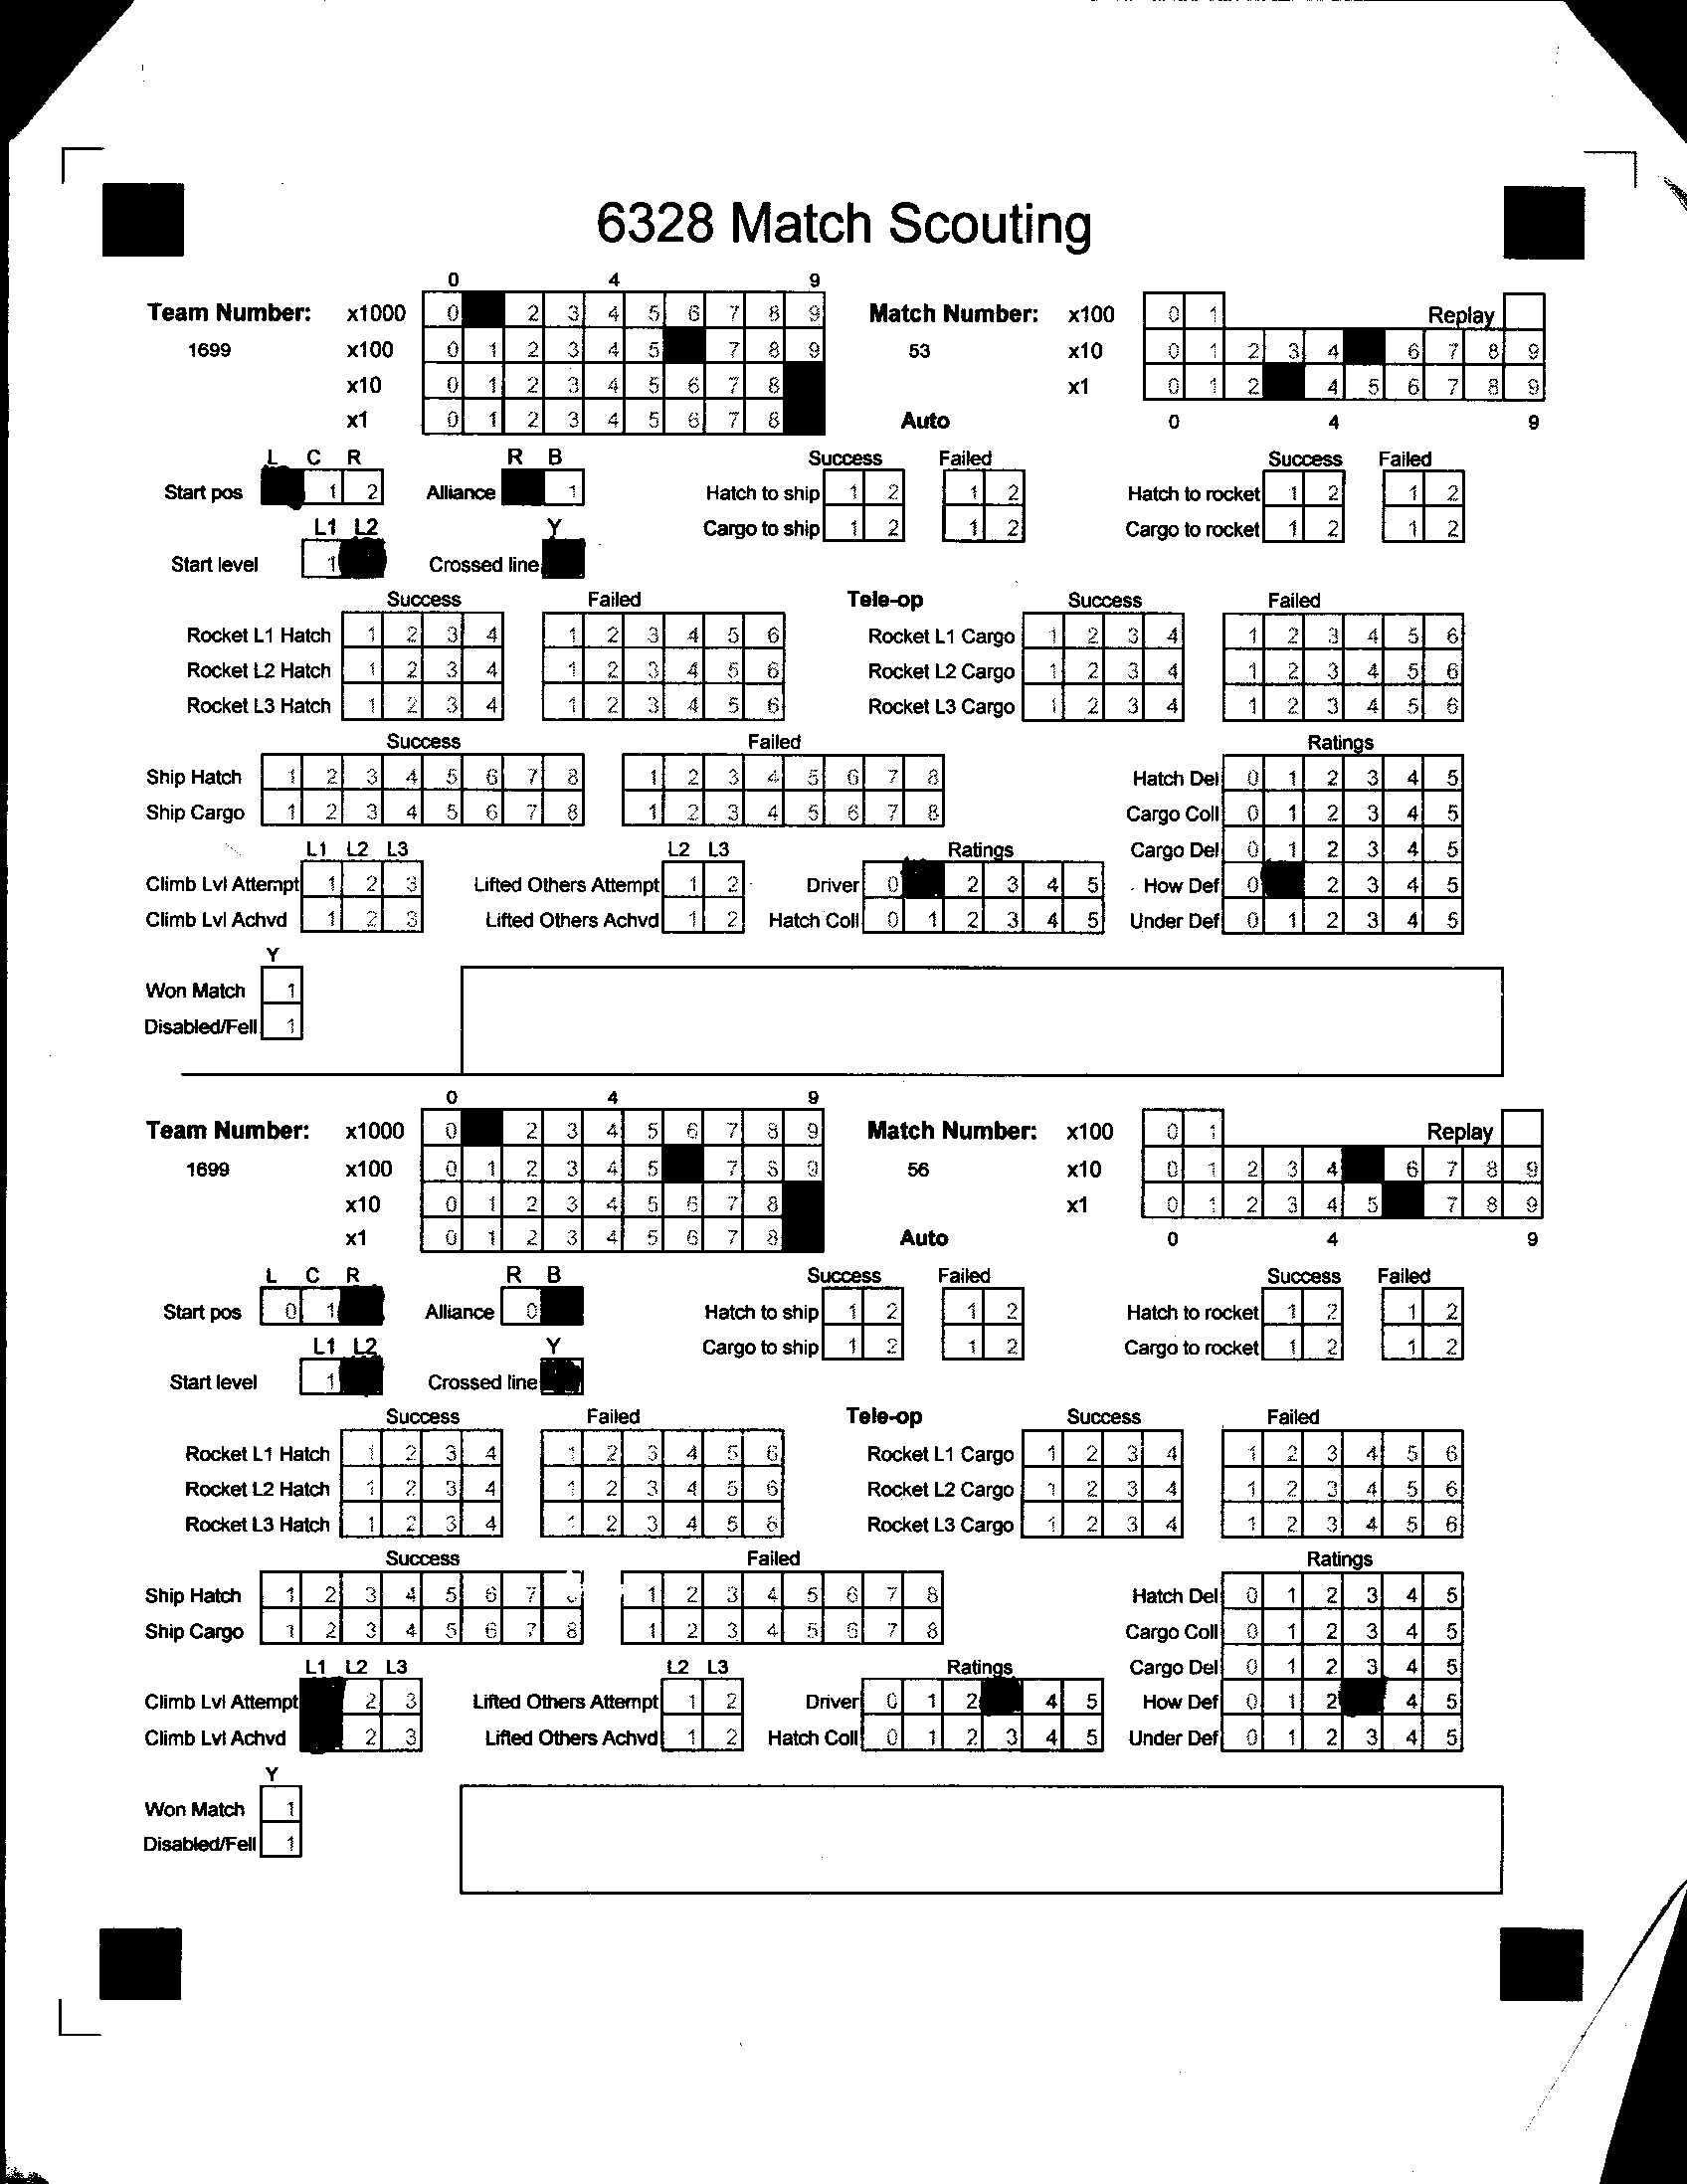 6328 Match Scouting
0 4 9
Team Number: x1000 0 2 3 4 5 6 7 8 9 Match Number: x100 0 1 Replay
1699 x100 0 1 2 3 4 5 7 8 9 53 x10 0 1 2 3 4 6 7 8 9
x10 0 1 2 3 4 5 6 7 8 x1 0 1 2 4 5 6 7 8 9
x1 0 1 2 3 4 5 6 7 8 Auto 0 4 9
L C R R B Success Failed Success Failed
Start pos 1 2 Alliance 1 Hatch to ship 1 2 1 2 Hatch to rocket 1 2 1 2
L1 L2 Y Cargo to ship 1 2 1 2 Cargo to rocket 1 2 1 2
Start level 1 Crossed line
Success Failed Tele-op Success Failed
Rocket L1 Hatch 1 2 3 4 1 2 3 4 5 6 Rocket L1 Cargo 1 2 3 4 1 2 3 4 5 6
Rocket L2 Hatch 1 2 3 4 1 2 3 4 5 6 Rocket L2 Cargo 1 2 3 4 1 2 3 4 5 6
Rocket L3 Hatch 1 2 3 4 1 2 3 4 5 6 Rocket L3 Cargo 1 2 3 4 1 2 3 4 5 6
Success Failed Ratings
Ship Hatch 1 2 3 4 5 6 7 8 1 2 3 4 5 6 7 8 Hatch Del 0 1 2 3 4 5
Ship Cargo 1 2 3 4 5 6 7 8 1 2 3 4 5 6 7 8 Cargo Coll 0 1 2 3 4 5
L1 L2 L3 L2 L3 Ratings Cargo Del 0 1 2 3 4 5
Climb Lvl Attempt 1 2 3 Lifted Others Attempt 1 2 Driver 0 2 3 4 5 How Def 0 2 3 4 5
Climb Lvl Achvd 1 2 3 Lifted Others Achvd 1 2 Hatch Coll 0 1 2 3 4 5 Under Def 0 1 2 3 4 5
Y
Won Match 1
Disabled/Fell 1
0 4 9
Team Number: x1000 0 2 3 4 5 6 7 8 9 Match Number: x100 0 1 Replay
1699 x100 0 1 2 3 4 5 7 8 9 56 x10 0 1 2 3 4 6 7 8 9
x10 0 1 2 3 4 5 6 7 8 x1 0 1 2 3 4 5 7 8 9
x1 0 1 2 3 4 5 6 7 8 Auto 0 4 9
L C R R B Success Failed Success Failed
Start pos 0 1 Alliance 0 Hatch to ship 1 2 1 2 Hatch to rocket 1 2 1 2
L1 L2 Y Cargo to ship 1 2 1 2 Cargo to rocket 1 2 1 2
Start level 1 Crossed line
Success Failed Tele-op Success Failed
Rocket L1 Hatch 1 2 3 4 1 2 3 4 5 6 Rocket L1 Cargo 1 2 3 4 1 2 3 4 5 6
Rocket L2 Hatch 1 2 3 4 1 2 3 4 5 6 Rocket L2 Cargo 1 2 3 4 1 2 3 4 5 6
Rocket L3 Hatch 1 2 3 4 1 2 3 4 5 6 Rocket L3 Cargo 1 2 3 4 1 2 3 4 5 6
Success Failed Ratings
Ship Hatch 1 2 3 4 5 6 7 1 2 3 4 5 6 7 8 Hatch Del 0 1 2 3 4 5
Ship Cargo 1 2 3 4 5 6 7 8 1 2 3 4 5 6 7 8 Cargo Coll 0 1 2 3 4 5
L1 L2 L3 L2 L3 Ratings Cargo Del 0 1 2 3 4 5
Climb Lvl Attempt 2 3 Lifted Others Attempt 1 2 Driver 0 1 2 4 5 How Def 0 1 2 4 5
Climb Lvl Achvd 2 3 Lifted Others Achvd 1 2 Hatch Coll 0 1 2 3 4 5 Under Def 0 1 2 3 4 5
Y
Won Match 1
Disabled/Fell 1